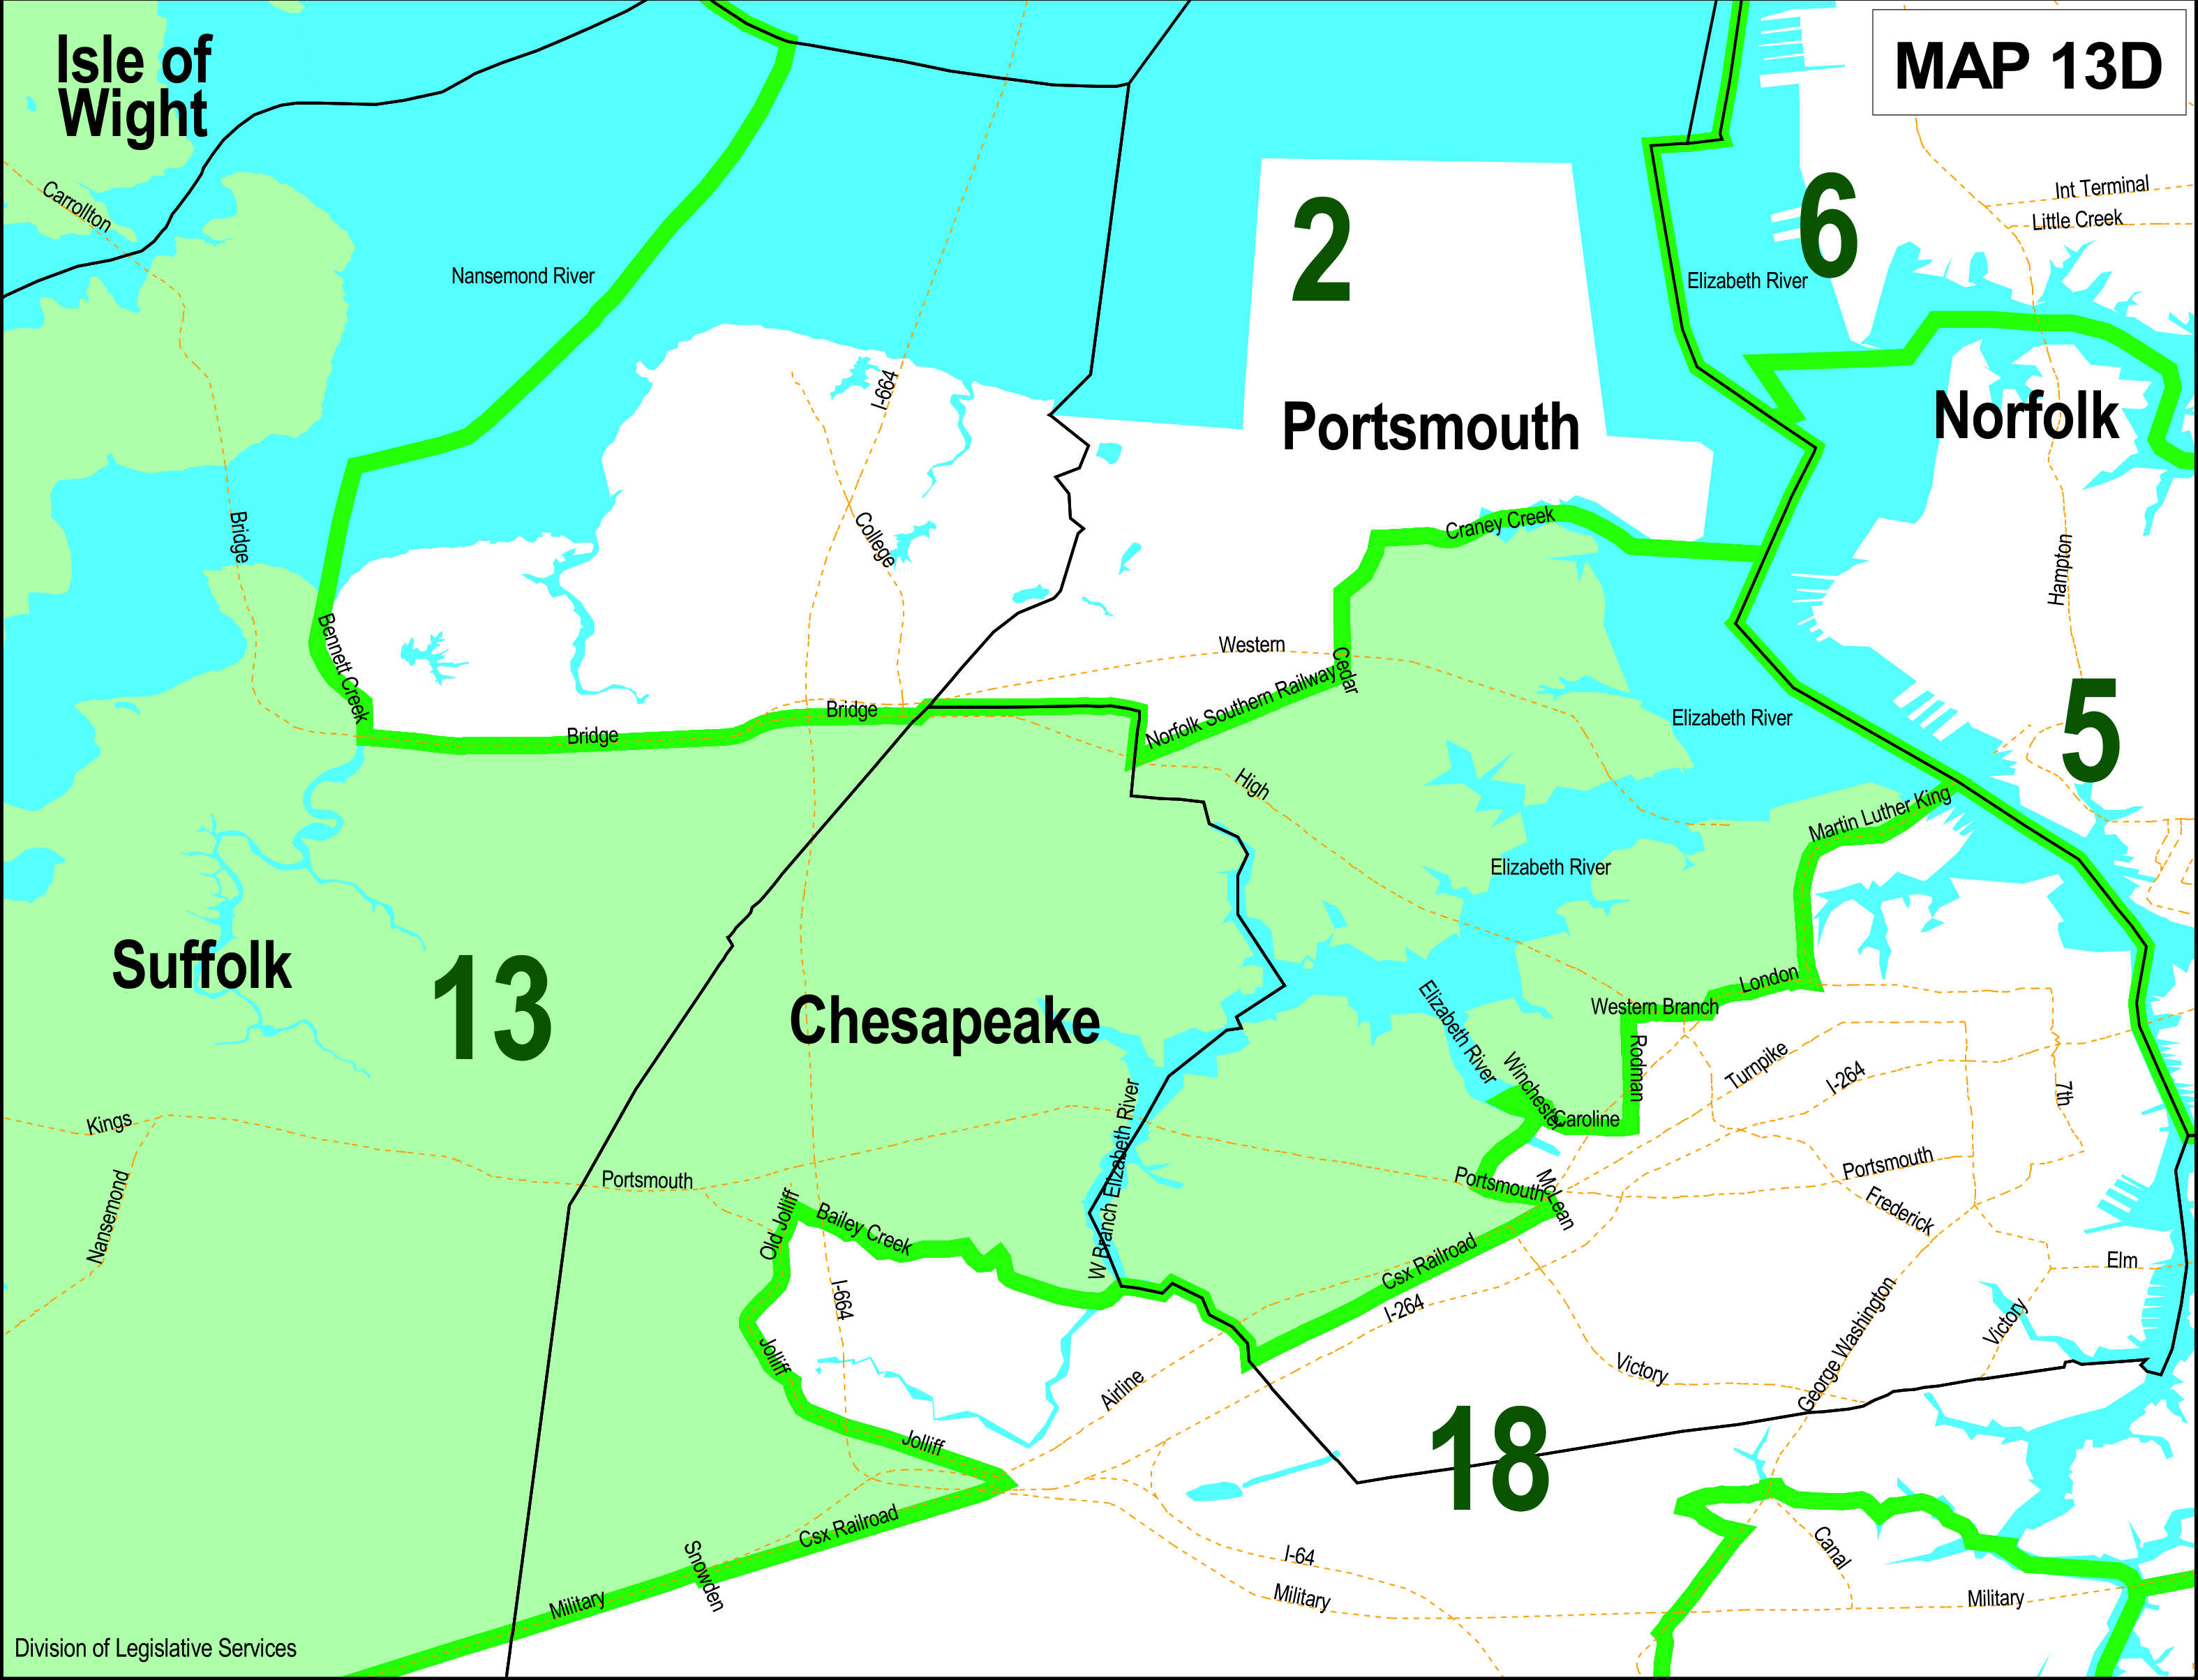 Isle of
Wight
MAP 13D
2
6
Int Terminal
Little Creek
Carrollton
Nansemond River
Elizabeth River
I-664
Portsmouth
Norfolk
Bridge
College
Craney Creek
Hampton
Bennett Creek
Western
Cedar
Norfolk Southern Railway
Bridge
Bridge
Elizabeth River
5
High
Martin Luther King
Elizabeth River
Suffolk
13
Chesapeake
Elizabeth River
Western Branch
London
Winchester
Rodman
Caroline
Turnpike
I-264
7th
Kings
Nansemond
Portsmouth
W Branch Elizabeth River
Portsmouth
McLean
Portsmouth
Frederick
Old Jolliff
Bailey Creek
Csx Railroad
I-264
Elm
I-664
Jolliff
Airline
Victory
George Washington
Victory
Jolliff
18
Csx Railroad
Snowden
Military
I-64
Military
Canal
Military
Division of Legislative Services